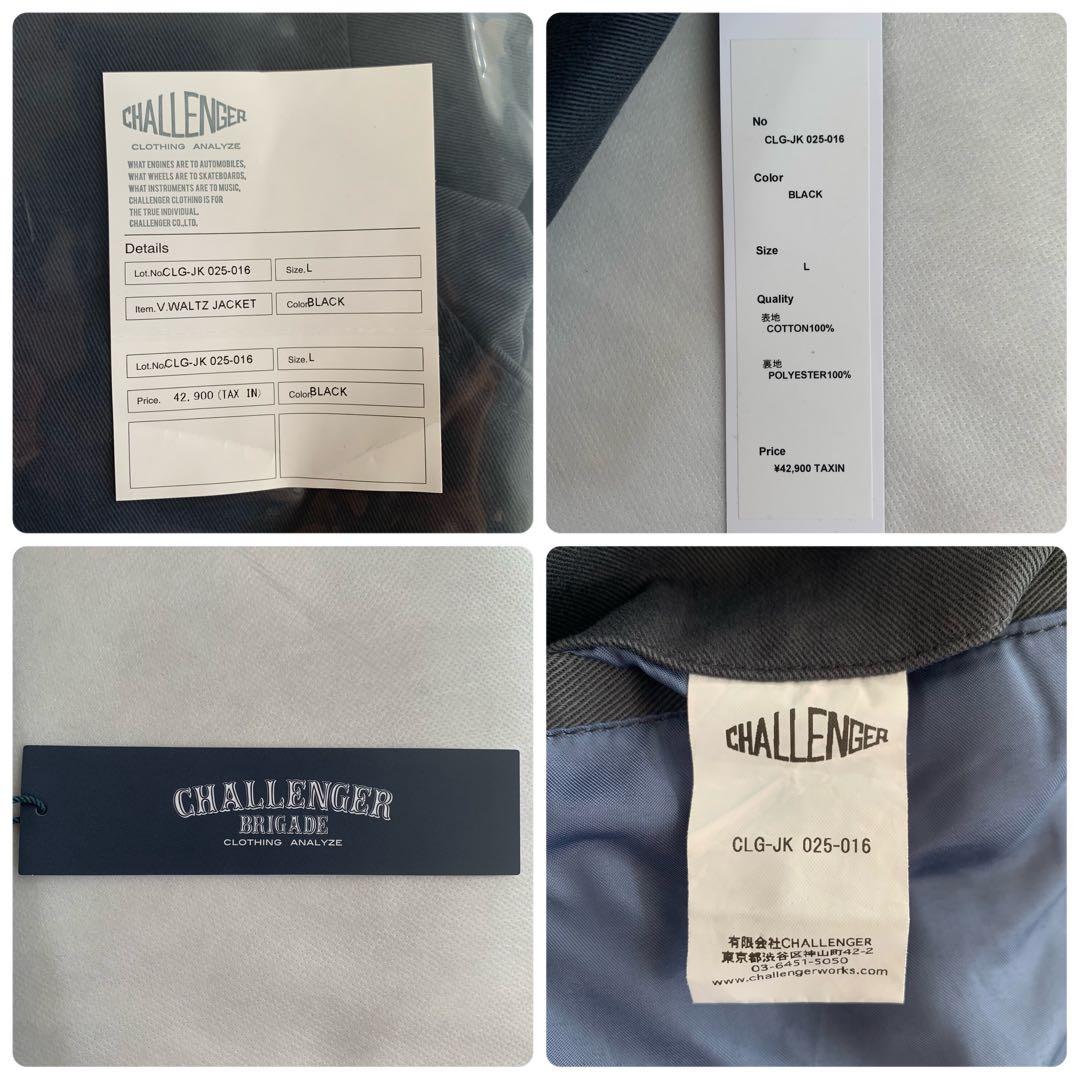 CHALLENGER
CLOTHING ANALYZE
WHAT ENGINES ARE TO AUTOMOBILES,
WHAT WHEELS ARE TO SKATEBOARDS,
WHAT INSTRUMENTS ARE TO MUSIC,
CHALLENGER CLOTHING IS FOR
THE TRUE INDIVIDUAL.
CHALLENGER CO.,LTD.
Details
Lot.No. CLG-JK 025-016 Size. L
Item. V.WALTZ JACKET Color. BLACK
Lot.No. CLG-JK 025-016 Size. L
Price. 42,900 (TAX IN) Color. BLACK
No
CLG-JK 025-016
Color
BLACK
Size
L
Quality
表地
COTTON100%
裏地
POLYESTER100%
Price
¥42,900 TAXIN
CHALLENGER
BRIGADE
CLOTHING ANALYZE
CHALLENGER
CLG-JK 025-016
有限会社CHALLENGER
東京都渋谷区神山町42-2
03-6451-5050
www.challengerworks.com